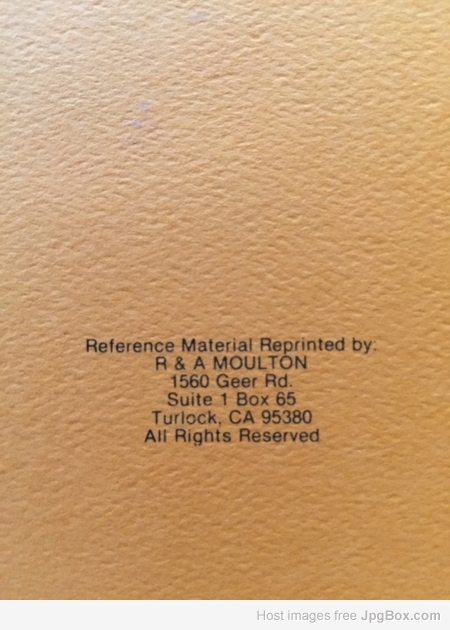 Reference Material Reprinted by:
R & A MOULTON
1560 Geer Rd.
Suite 1 Box 65
Turlock, CA 95380
All Rights Reserved
Host images free JpgBox.com